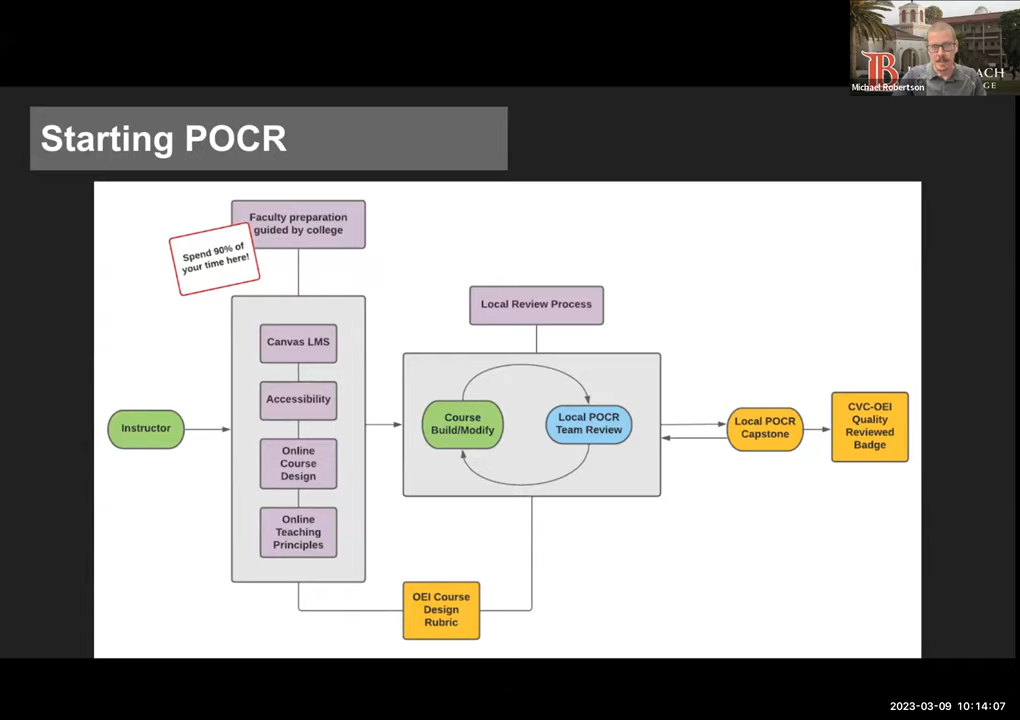 ACH
GE
Michael Robertson
Starting POCR
Faculty preparation
guided by college
Spend 90% of
your time here!
Local Review Process
Canvas LMS
Accessibility
Online
Course
Design
Online
Teaching
Principles
Instructor
Course
Build/Modify
Local POCR
Team Review
Local POCR
Capstone
CVC-OEI
Quality
Reviewed
Badge
OEI Course
Design
Rubric
2023-03-09 10:14:07